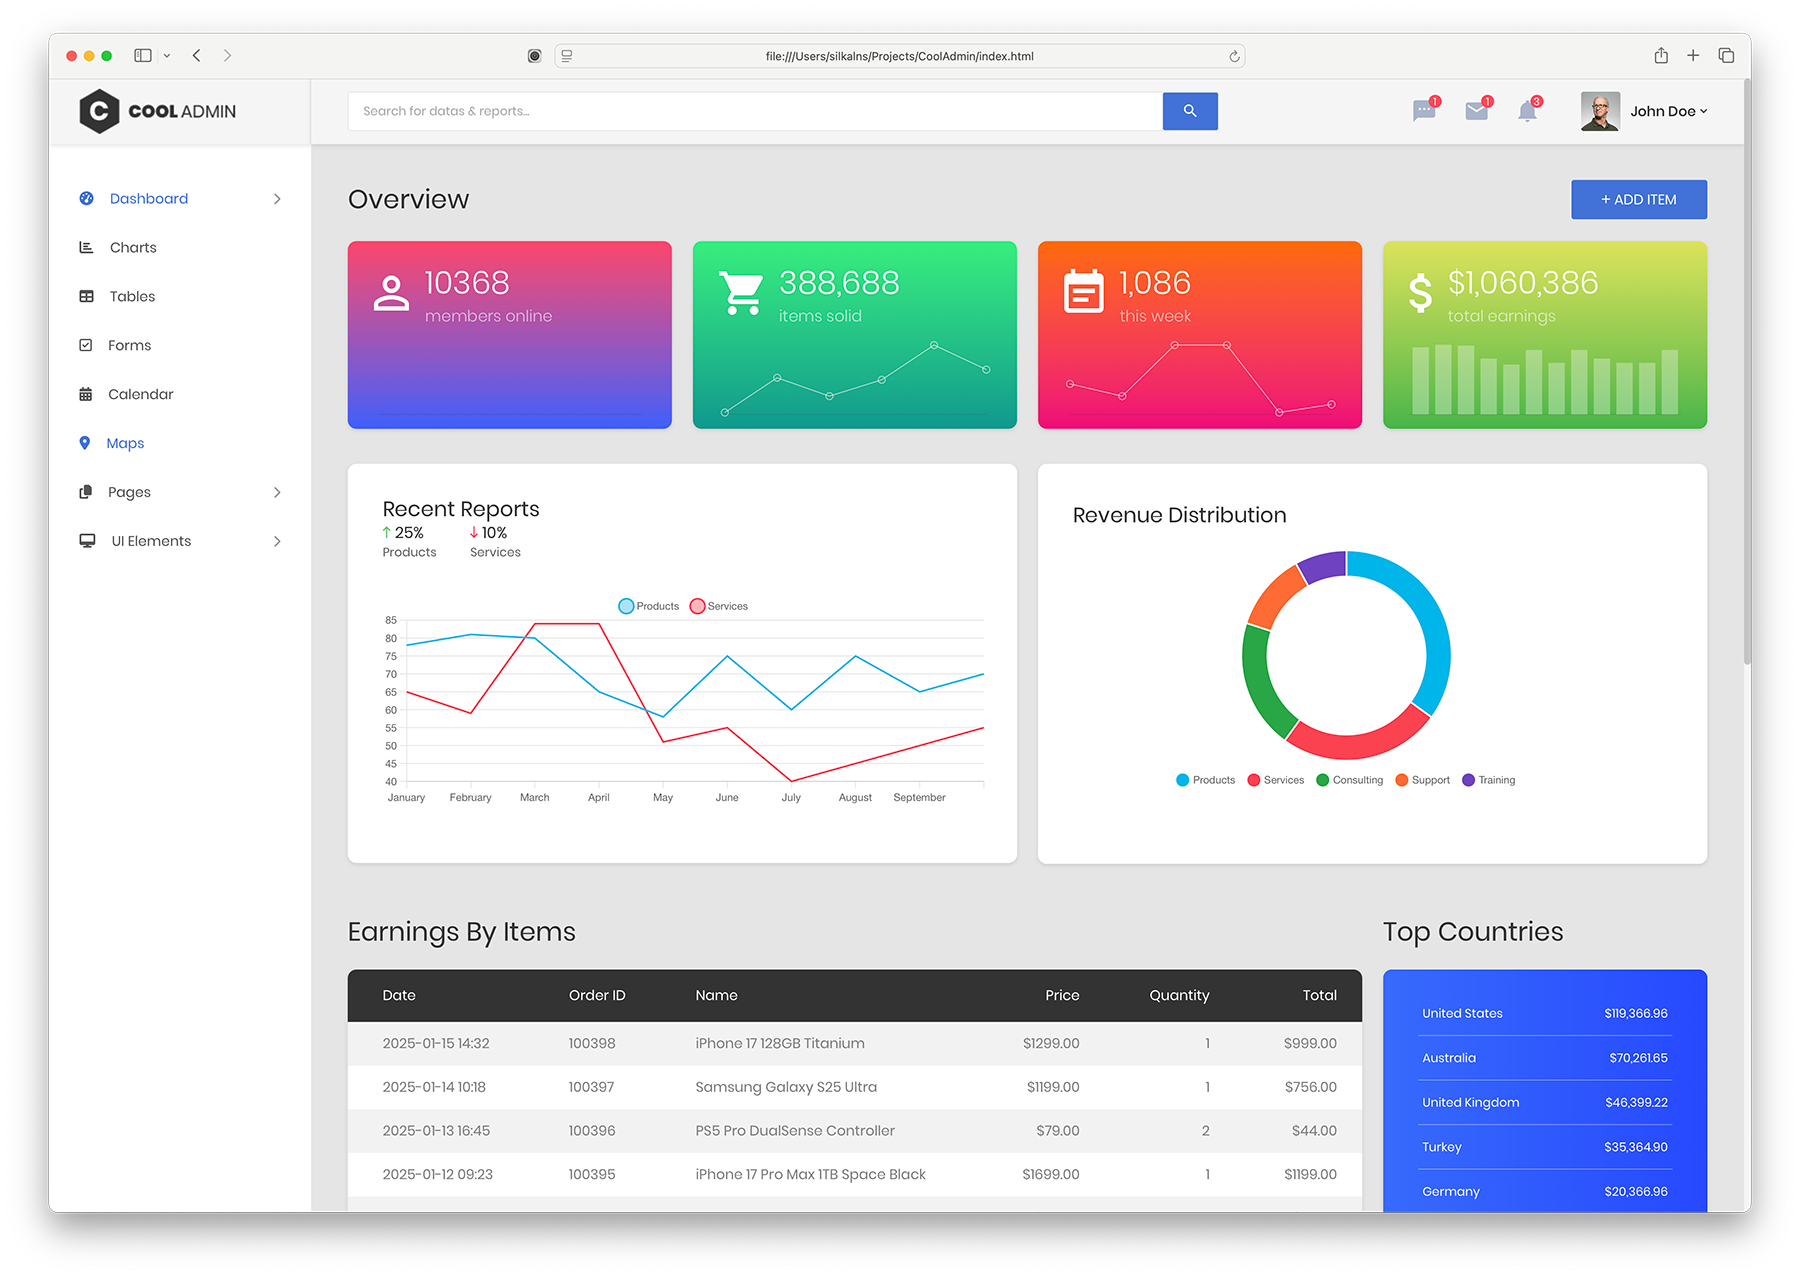 file:///Users/silkalns/Projects/CoolAdmin/index.html
C COOL ADMIN
Search for datas & reports...
1
1
3
John Doe
Dashboard
Charts
Tables
Forms
Calendar
Maps
Pages
UI Elements
Overview
+ ADD ITEM
10368
members online
388,688
items solid
1,086
this week
$ $1,060,386
total earnings
Recent Reports
↑ 25% ↓ 10%
Products Services
Products Services
85
80
75
70
65
60
55
50
45
40
January February March April May June July August September
Revenue Distribution
Products Services Consulting Support Training
Earnings By Items
Date Order ID Name Price Quantity Total
2025-01-15 14:32 100398 iPhone 17 128GB Titanium $1299.00 1 $999.00
2025-01-14 10:18 100397 Samsung Galaxy S25 Ultra $1199.00 1 $756.00
2025-01-13 16:45 100396 PS5 Pro DualSense Controller $79.00 2 $44.00
2025-01-12 09:23 100395 iPhone 17 Pro Max 1TB Space Black $1699.00 1 $1199.00
Top Countries
United States $119,366.96
Australia $70,261.65
United Kingdom $46,399.22
Turkey $35,364.90
Germany $20,366.96